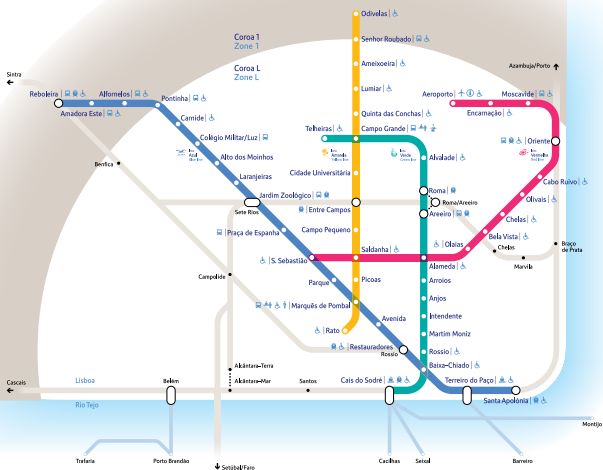 Odivelas
Coroa 1
Zone 1
Senhor Roubado
Coroa L
Zone L
Ameixoeira
Azambuja/Porto
Sintra
Lumiar
Reboleira
Alfornelos
Pontinha
Aeroporto
Moscavide
Amadora Este
Carnide
Quinta das Conchas
Encarnação
Telheiras
Campo Grande
Colégio Militar/Luz
Oriente
Alto dos Moinhos
Alvalade
Benfica
Cidade Universitária
Laranjeiras
Cabo Ruivo
Jardim Zoológico
Roma
Olivais
Sete Rios
Entre Campos
Roma/Areeiro
Areeiro
Chelas
Praça de Espanha
Campo Pequeno
Bela Vista
Saldanha
Olaias
Braço
de Prata
Chelas
S. Sebastião
Alameda
Marvila
Campolide
Parque
Picoas
Arroios
Marquês de Pombal
Anjos
Avenida
Intendente
Rato
Martim Moniz
Restauradores
Rossio
Rossio
Alcântara-Terra
Baixa-Chiado
Lisboa
Belém
Alcântara-Mar
Santos
Cais do Sodré
Terreiro do Paço
Cascais
Rio Tejo
Santa Apolónia
Montijo
Trafaria
Porto Brandão
Setúbal/Faro
Cacilhas
Seixal
Barreiro